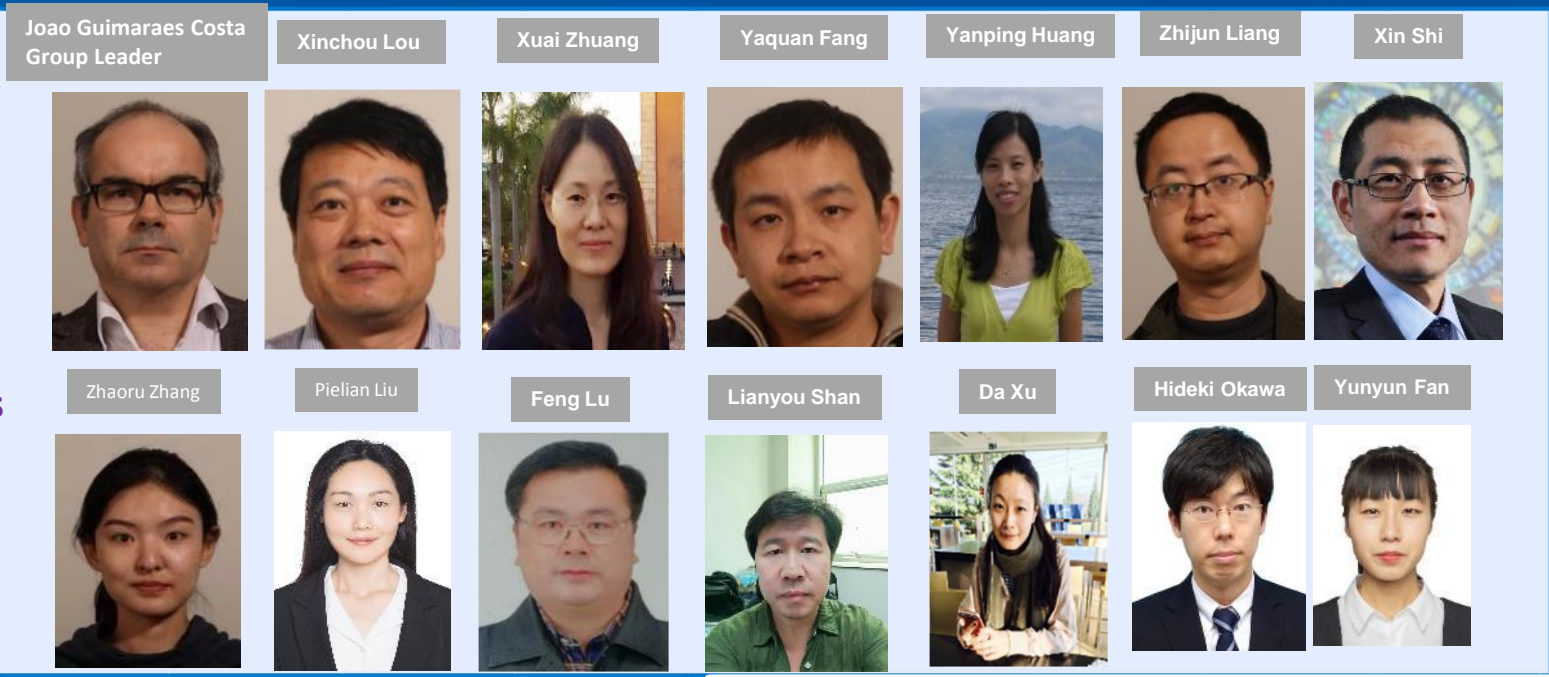 Joao Guimaraes Costa
Group Leader
Xinchou Lou
Xuai Zhuang
Yaquan Fang
Yanping Huang
Zhijun Liang
Xin Shi
s
Zhaoru Zhang
Pielian Liu
Feng Lu
Lianyou Shan
Da Xu
Hideki Okawa
Yunyun Fan